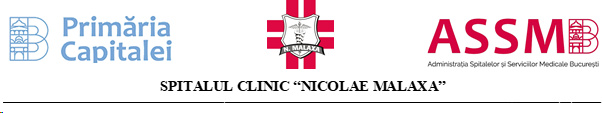 Primăria
Capitalei
N. MALAXA
ASSMB
Administrația Spitalelor și Serviciilor Medicale București
SPITALUL CLINIC “NICOLAE MALAXA”